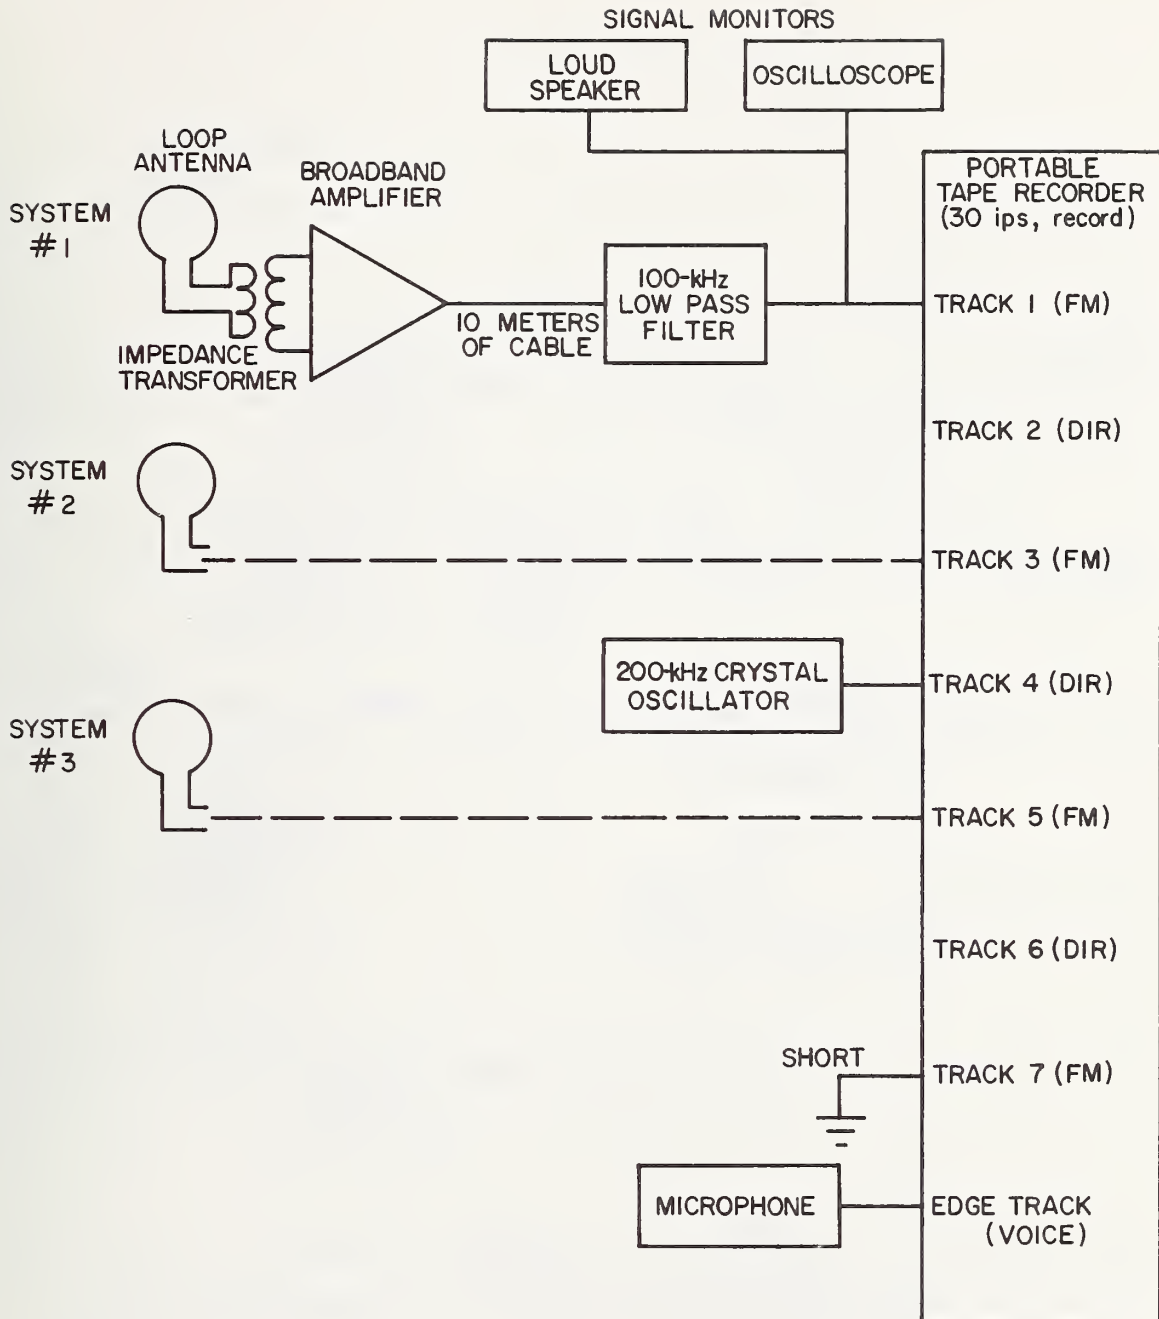 SIGNAL MONITORS
LOUD
SPEAKER
OSCILLOSCOPE
LOOP
ANTENNA
BROADBAND
AMPLIFIER
PORTABLE
TAPE RECORDER
(30 ips, record)
SYSTEM
#1
100-kHz
LOW PASS
FILTER
TRACK 1 (FM)
10 METERS
OF CABLE
IMPEDANCE
TRANSFORMER
TRACK 2 (DIR)
SYSTEM
#2
TRACK 3 (FM)
200-kHz CRYSTAL
OSCILLATOR
TRACK 4 (DIR)
SYSTEM
#3
TRACK 5 (FM)
TRACK 6 (DIR)
SHORT
TRACK 7 (FM)
MICROPHONE
EDGE TRACK
(VOICE)